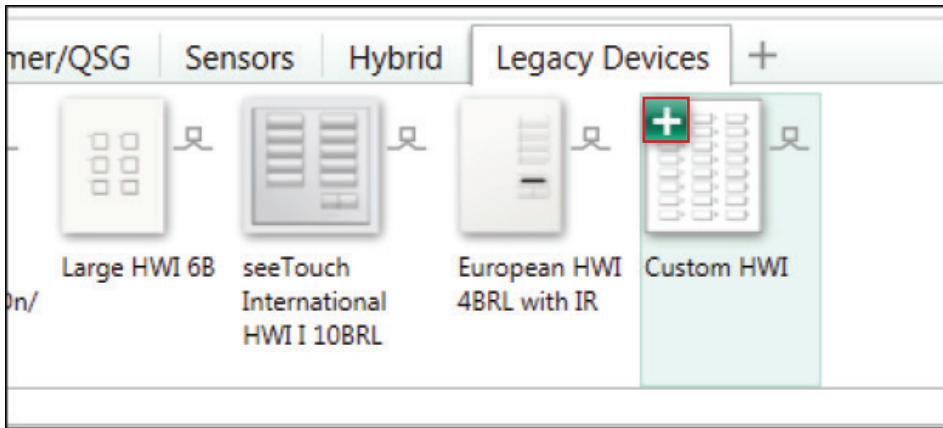 mer/QSG Sensors Hybrid Legacy Devices +
Large HWI 6B seeTouch European HWI Custom HWI
On/ International 4BRL with IR
HWI I 10BRL